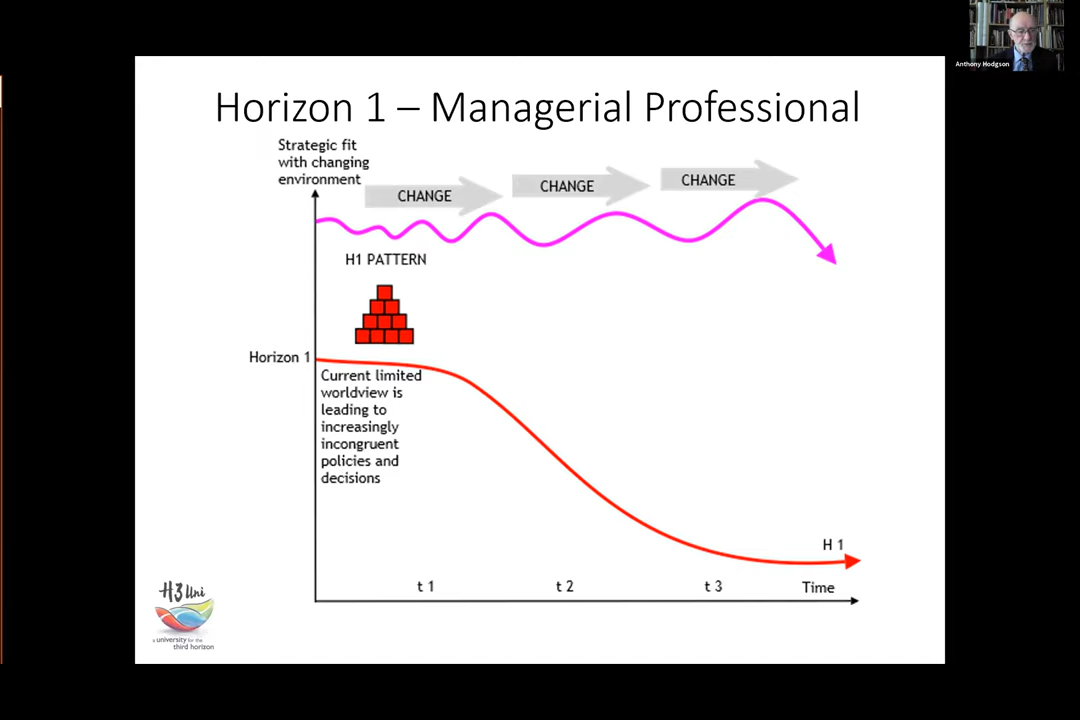 Anthony Hodgson
Horizon 1 – Managerial Professional
Strategic fit
with changing
environment
CHANGE
CHANGE
CHANGE
H1 PATTERN
Horizon 1
Current limited
worldview is
leading to
increasingly
incongruent
policies and
decisions
H 1
t 1
t 2
t 3
Time
H3 Uni
a university for the
third horizon